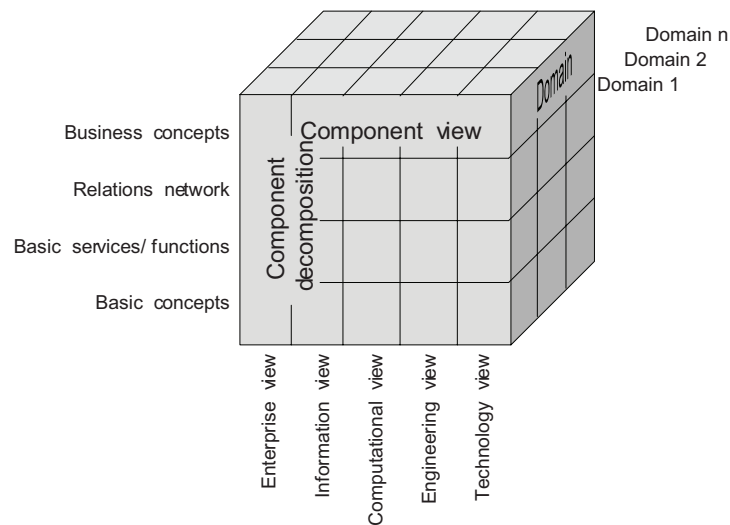 Domain n
Domain 2
Domain 1
Domain
Business concepts
Component view
Relations network
Component
decomposition
Basic services/ functions
Basic concepts
Enterprise view
Information view
Computational view
Engineering view
Technology view